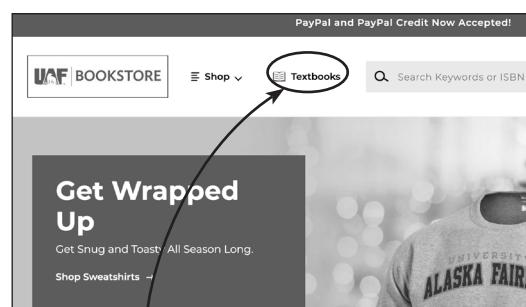 PayPal and PayPal Credit Now Accepted!
UAF BOOKSTORE
Shop
Textbooks
Search Keywords or ISBN
Get Wrapped
Up
Get Snug and Toasty All Season Long.
Shop Sweatshirts →
UNIVERSITY
ALASKA FAIR